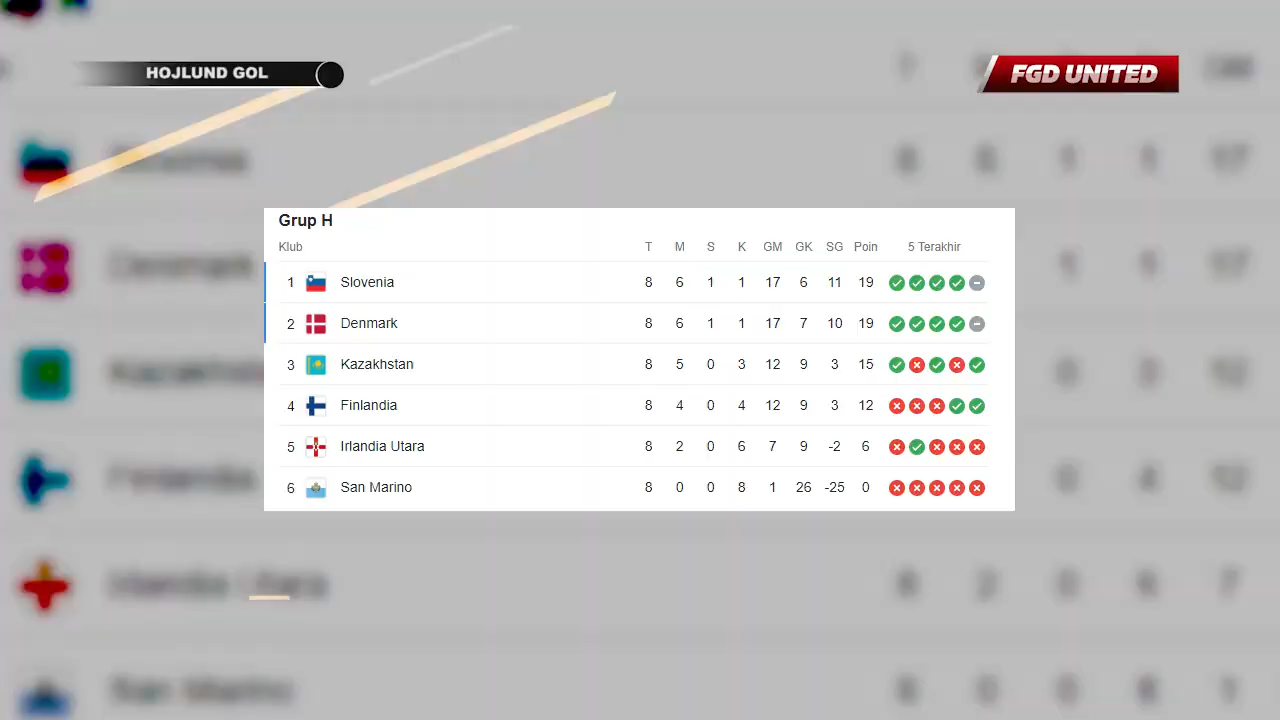 HOJLUND GOL
FGD UNITED
Grup H
Klub T M S K GM GK SG Poin 5 Terakhir
1 Slovenia 8 6 1 1 17 6 11 19
2 Denmark 8 6 1 1 17 7 10 19
3 Kazakhstan 8 5 0 3 12 9 3 15
4 Finlandia 8 4 0 4 12 9 3 12
5 Irlandia Utara 8 2 0 6 7 9 -2 6
6 San Marino 8 0 0 8 1 26 -25 0